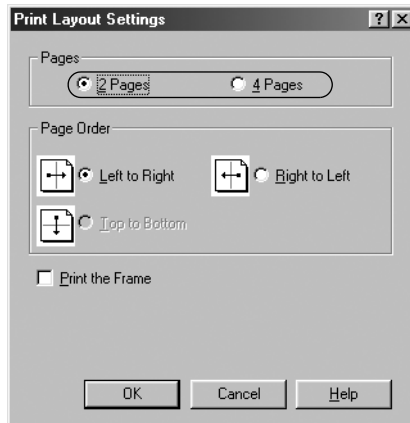 Print Layout Settings
Pages
2 Pages 4 Pages
Page Order
Left to Right Right to Left
Top to Bottom
Print the Frame
OK Cancel Help